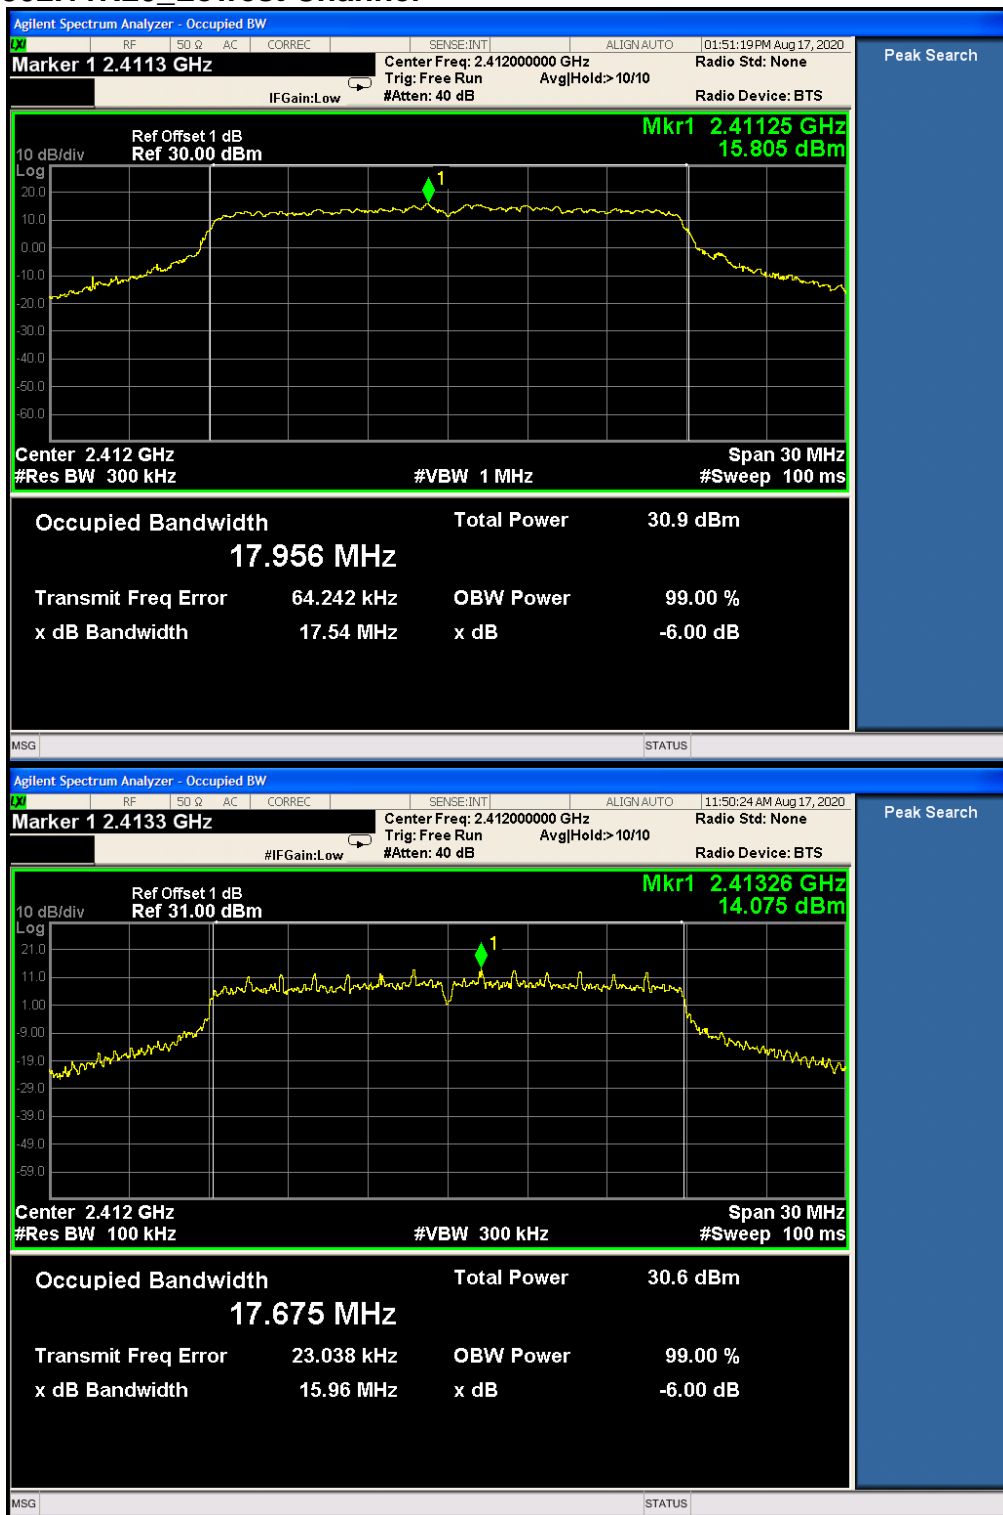 Agilent Spectrum Analyzer - Occupied BW
LXI RF 50 Ω AC CORREC SENSE:INT ALIGNAUTO 01:51:19 PM Aug 17, 2020
Marker 1 2.4113 GHz
Center Freq: 2.412000000 GHz
Radio Std: None
Trig: Free Run Avg|Hold:>10/10
IFGain:Low #Atten: 40 dB Radio Device: BTS
Peak Search
Mkr1 2.41125 GHz
15.805 dBm
Ref Offset 1 dB
10 dB/div Ref 30.00 dBm
Log
1
20.0
10.0
0.00
-10.0
-20.0
-30.0
-40.0
-50.0
-60.0
Center 2.412 GHz Span 30 MHz
#Res BW 300 kHz #VBW 1 MHz #Sweep 100 ms
Occupied Bandwidth Total Power 30.9 dBm
17.956 MHz
Transmit Freq Error 64.242 kHz OBW Power 99.00 %
x dB Bandwidth 17.54 MHz x dB -6.00 dB
MSG STATUS
Agilent Spectrum Analyzer - Occupied BW
LXI RF 50 Ω AC CORREC SENSE:INT ALIGNAUTO 11:50:24 AM Aug 17, 2020
Marker 1 2.4133 GHz
Center Freq: 2.412000000 GHz
Radio Std: None
Trig: Free Run Avg|Hold:>10/10
#IFGain:Low #Atten: 40 dB Radio Device: BTS
Peak Search
Mkr1 2.41326 GHz
14.075 dBm
Ref Offset 1 dB
10 dB/div Ref 31.00 dBm
Log
1
21.0
11.0
1.00
-9.00
-19.0
-29.0
-39.0
-49.0
-59.0
Center 2.412 GHz Span 30 MHz
#Res BW 100 kHz #VBW 300 kHz #Sweep 100 ms
Occupied Bandwidth Total Power 30.6 dBm
17.675 MHz
Transmit Freq Error 23.038 kHz OBW Power 99.00 %
x dB Bandwidth 15.96 MHz x dB -6.00 dB
MSG STATUS